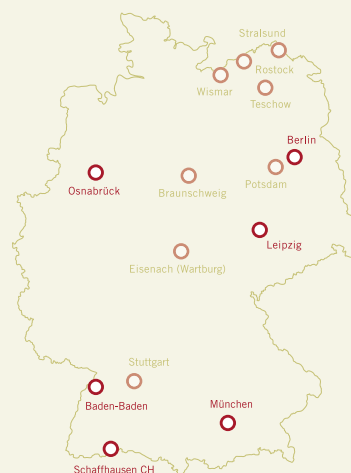 Stralsund
Rostock
Wismar
Teschow
Berlin
Osnabrück
Braunschweig
Potsdam
Leipzig
Eisenach (Wartburg)
Stuttgart
Baden-Baden
München
Schaffhausen CH